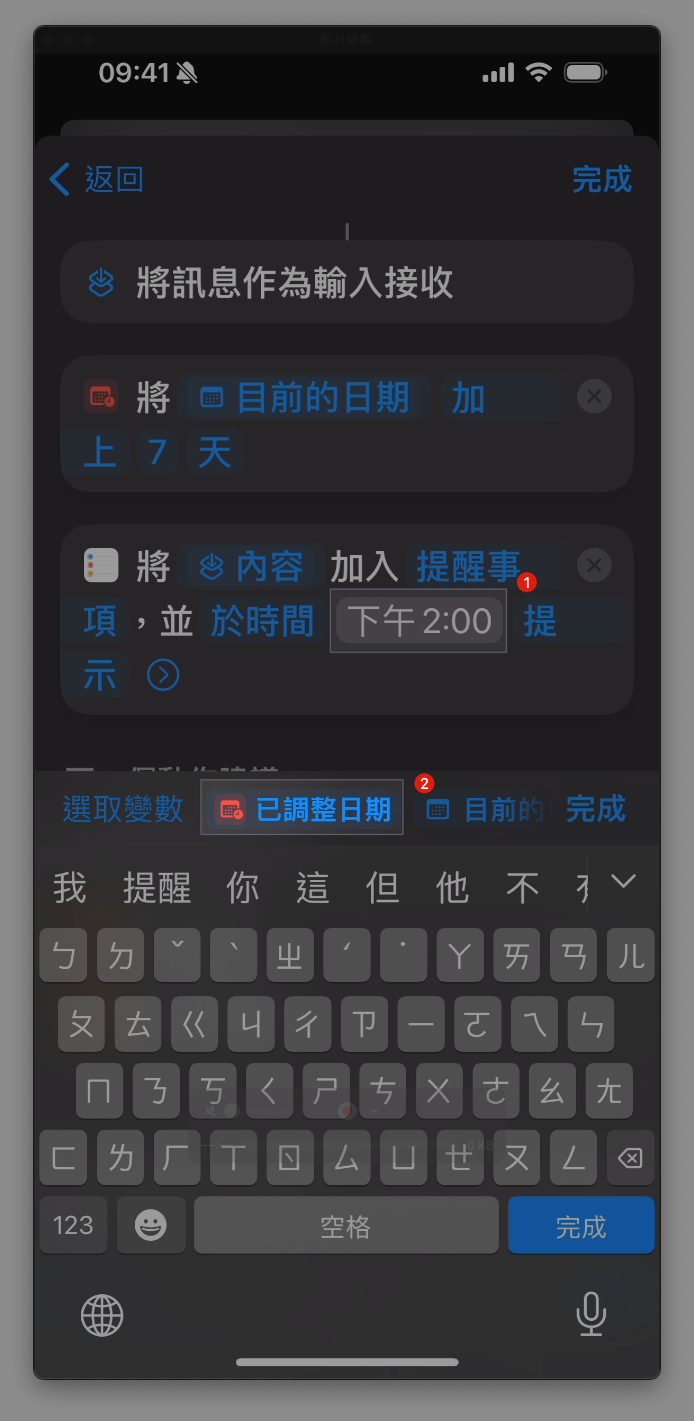 09:41
返回
完成
將訊息作為輸入接收
將 目前的日期 加
上 7 天
將 內容 加入 提醒事
1
項，並 於時間 下午 2:00 提
示
2
選取變數 已調整日期 目前的 完成
我 提醒 你 這 但 他 不
ㄅ ㄉ ˇ ˋ ㄓ ˊ ˙ ㄚ ㄞ ㄢ ㄦ
ㄆ ㄊ ㄍ ㄐ ㄔ ㄗ ㄧ ㄛ ㄟ ㄣ
ㄇ ㄋ ㄎ ㄑ ㄕ ㄘ ㄨ ㄜ ㄠ ㄤ
ㄈ ㄌ ㄏ ㄒ ㄖ ㄙ ㄩ ㄝ ㄡ ㄥ
0 KB
123 空格 完成